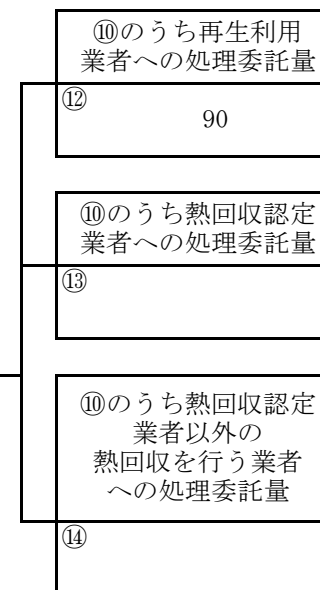 ⑩のうち再生利用
業者への処理委託量
⑫
90
⑩のうち熱回収認定
業者への処理委託量
⑬
⑩のうち熱回収認定
業者以外の
熱回収を行う業者
への処理委託量
⑭